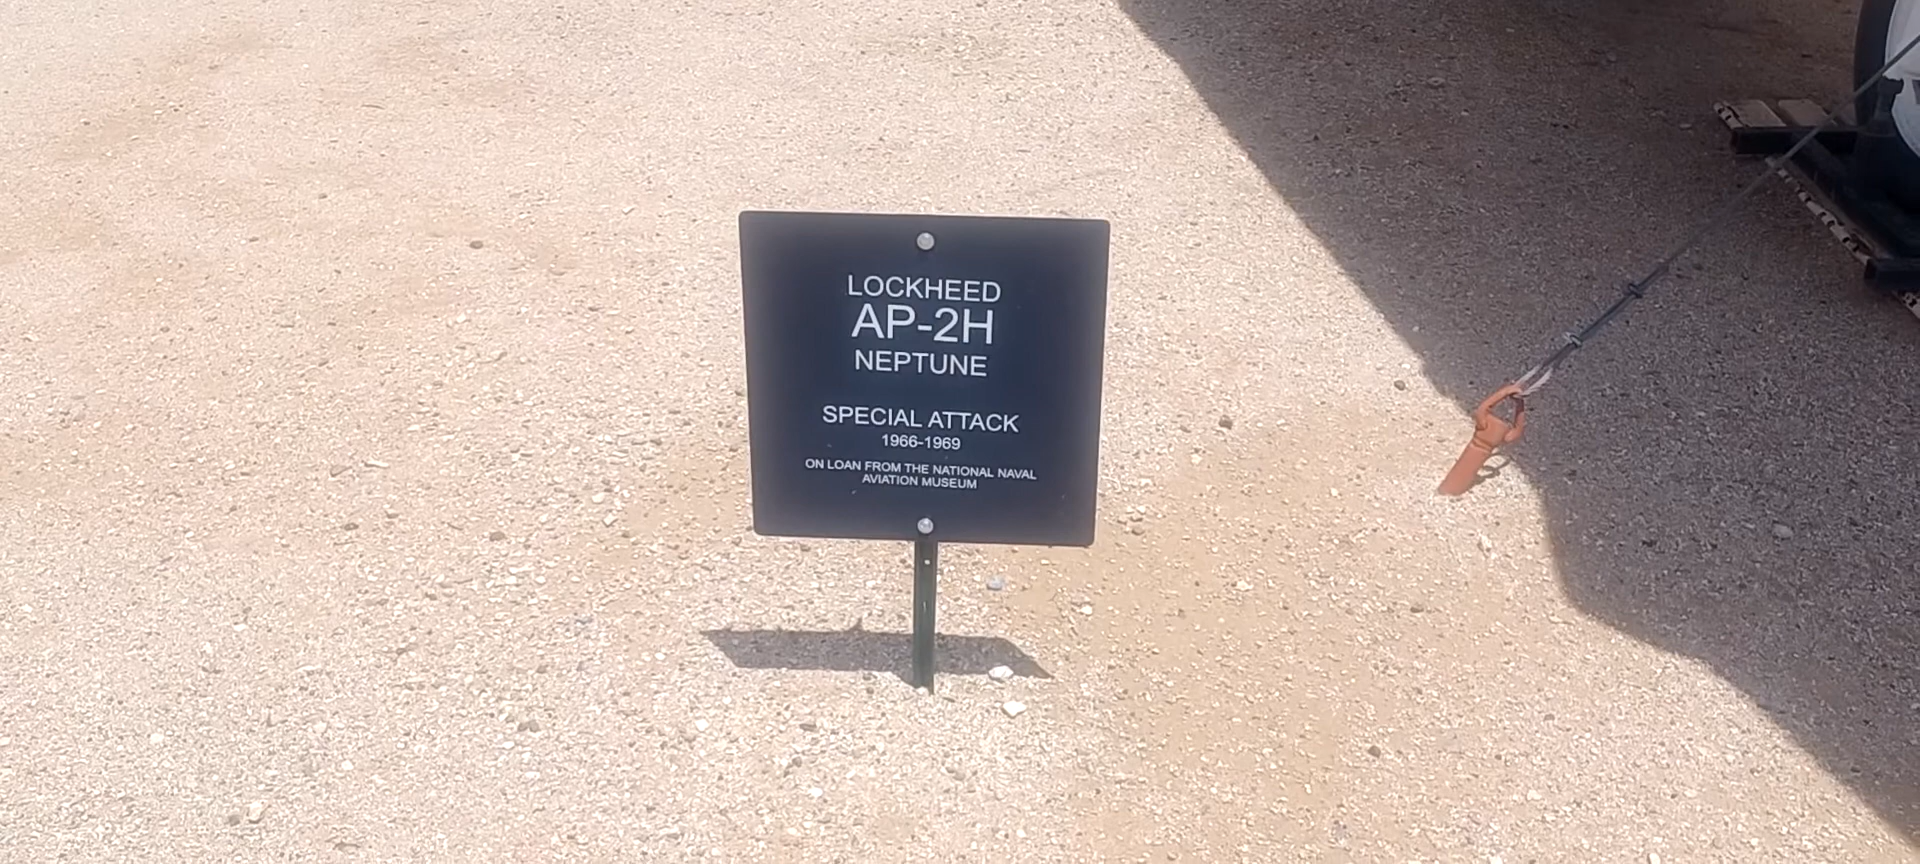 LOCKHEED
AP-2H
NEPTUNE
SPECIAL ATTACK
1966-1969
ON LOAN FROM THE NATIONAL NAVAL
AVIATION MUSEUM